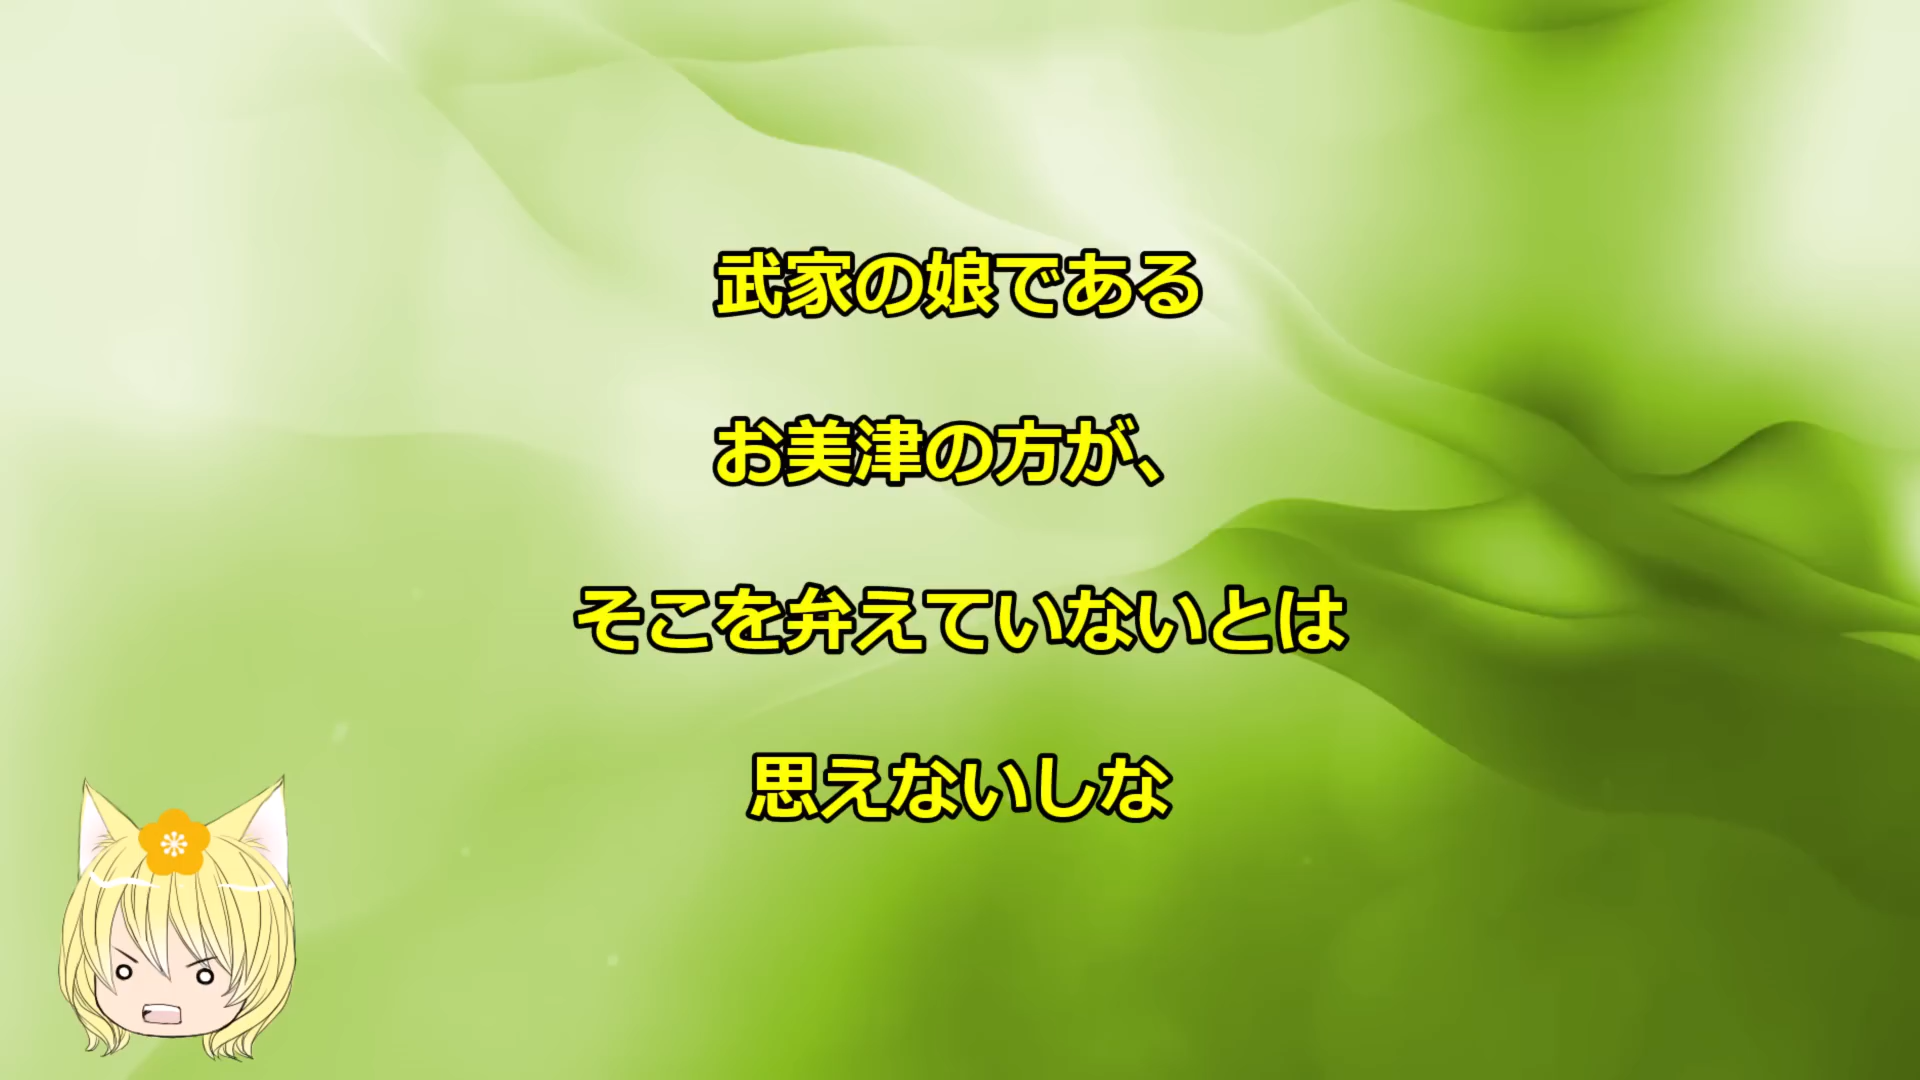 武家の娘である
お美津の方が、
そこを弁えていないとは
思えないしな